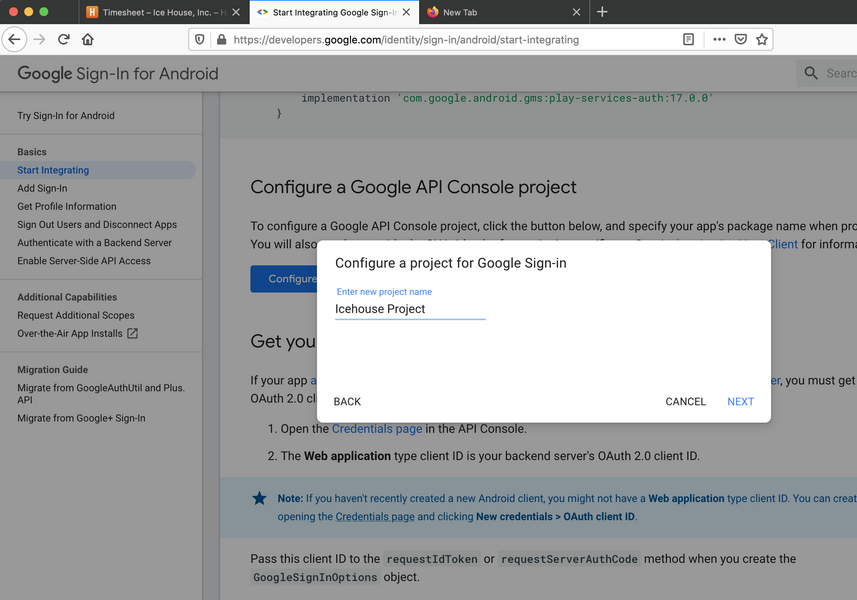 Timesheet – Ice House, Inc. – H
Start Integrating Google Sign-In
New Tab
https://developers.google.com/identity/sign-in/android/start-integrating
Google Sign-In for Android
Search
Try Sign-In for Android
Basics
Start Integrating
Add Sign-In
Get Profile Information
Sign Out Users and Disconnect Apps
Authenticate with a Backend Server
Enable Server-Side API Access
Additional Capabilities
Request Additional Scopes
Over-the-Air App Installs
Migration Guide
Migrate from GoogleAuthUtil and Plus.
API
Migrate from Google+ Sign-In
implementation 'com.google.android.gms:play-services-auth:17.0.0'
}
Configure a Google API Console project
To configure a Google API Console project, click the button below, and specify your app's package name when pro
You will also
Client for informa
Configure
Configure a project for Google Sign-in
Enter new project name
Icehouse Project
BACK
CANCEL
NEXT
Get you
If your app a
er, you must get
OAuth 2.0 cli
1. Open the Credentials page in the API Console.
2. The Web application type client ID is your backend server's OAuth 2.0 client ID.
Note: If you haven't recently created a new Android client, you might not have a Web application type client ID. You can creat
opening the Credentials page and clicking New credentials > OAuth client ID.
Pass this client ID to the requestIdToken or requestServerAuthCode method when you create the
GoogleSignInOptions object.